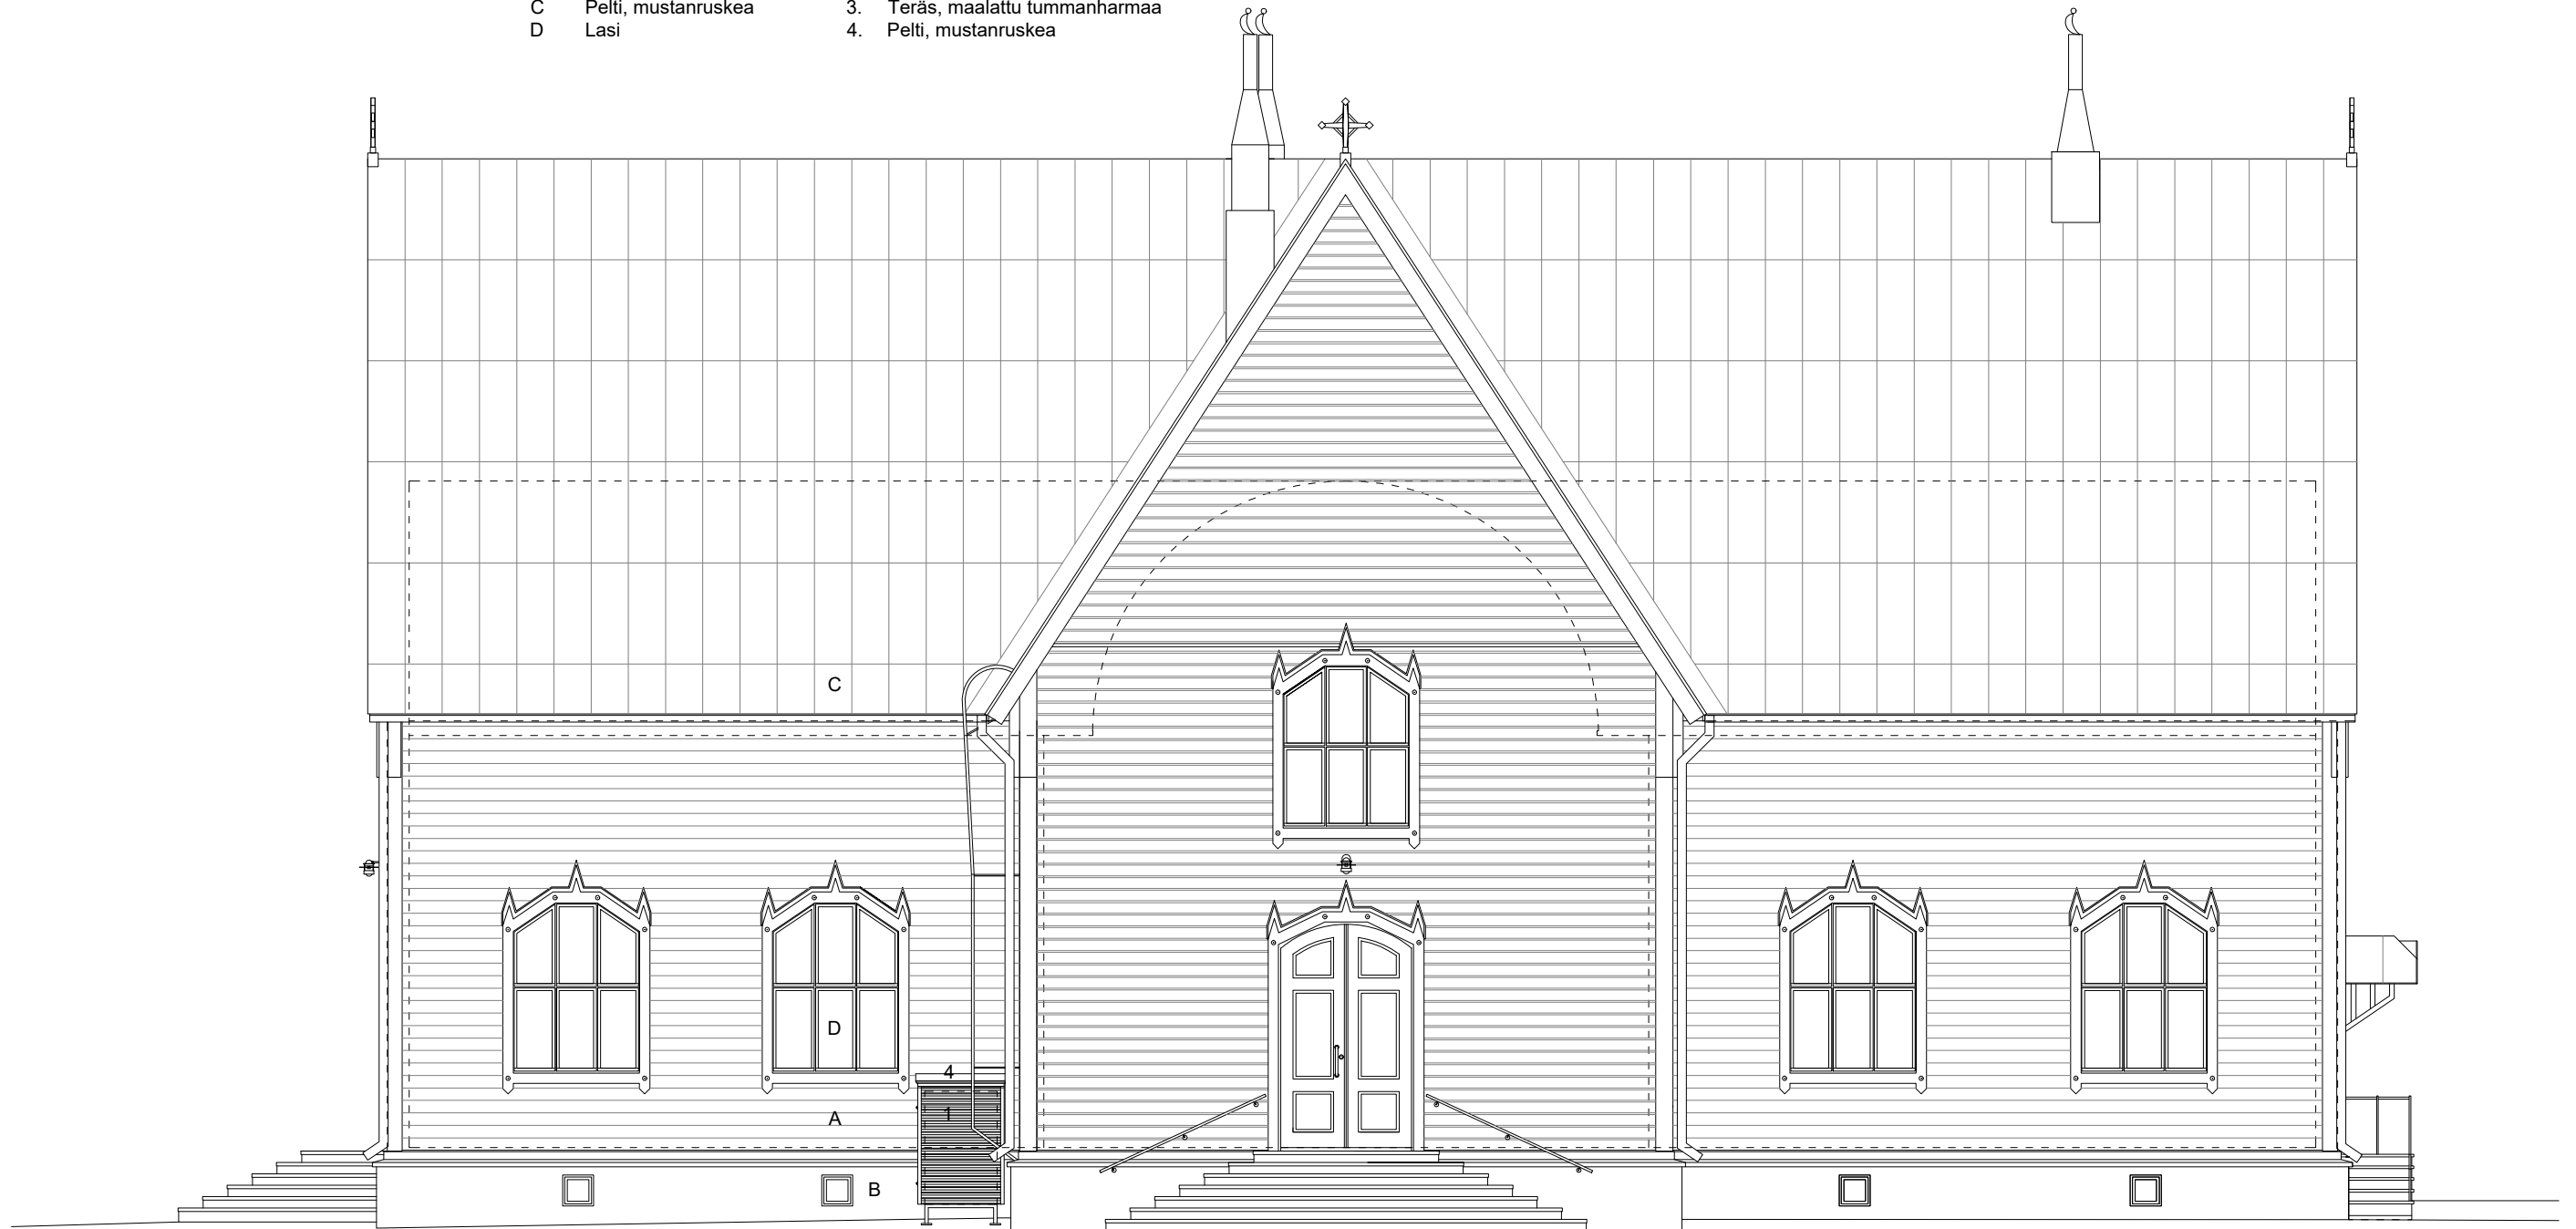 C Pelti, mustanruskea 3. Teräs, maalattu tummanharmaa
D Lasi 4. Pelti, mustanruskea
C
D
4
1
A
B